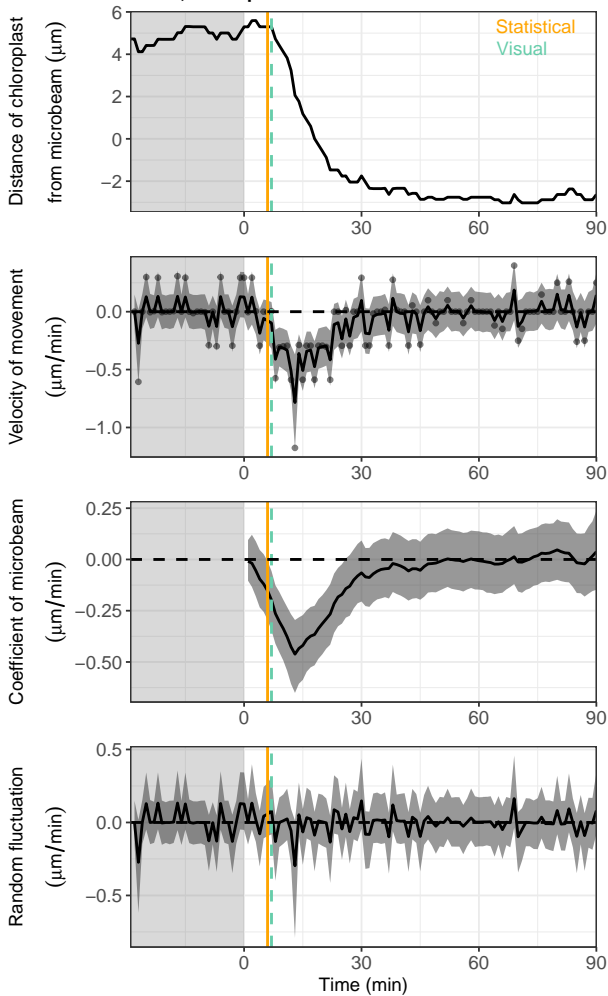 Distance of chloroplast
from microbeam (μm)
6
4
2
0
−2
Statistical
Visual
0
30
60
90
Velocity of movement
(μm/min)
0.0
−0.5
−1.0
0
30
60
90
Coefficient of microbeam
(μm/min)
0.25
0.00
−0.25
−0.50
0
30
60
90
Random fluctuation
(μm/min)
0.5
0.0
−0.5
0
30
60
90
Time (min)